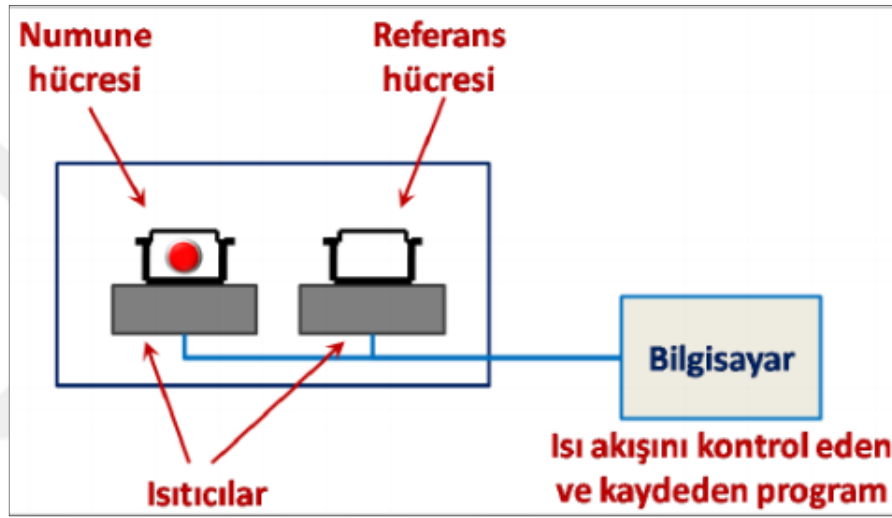 Numune
hücresi
Referans
hücresi
Bilgisayar
Isıtıcılar
Isı akışını kontrol eden
ve kaydeden program